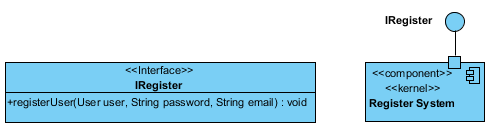 IRegister
<<Interface>>
IRegister
+registerUser(User user, String password, String email) : void
<<component>>
<<kernel>>
Register System